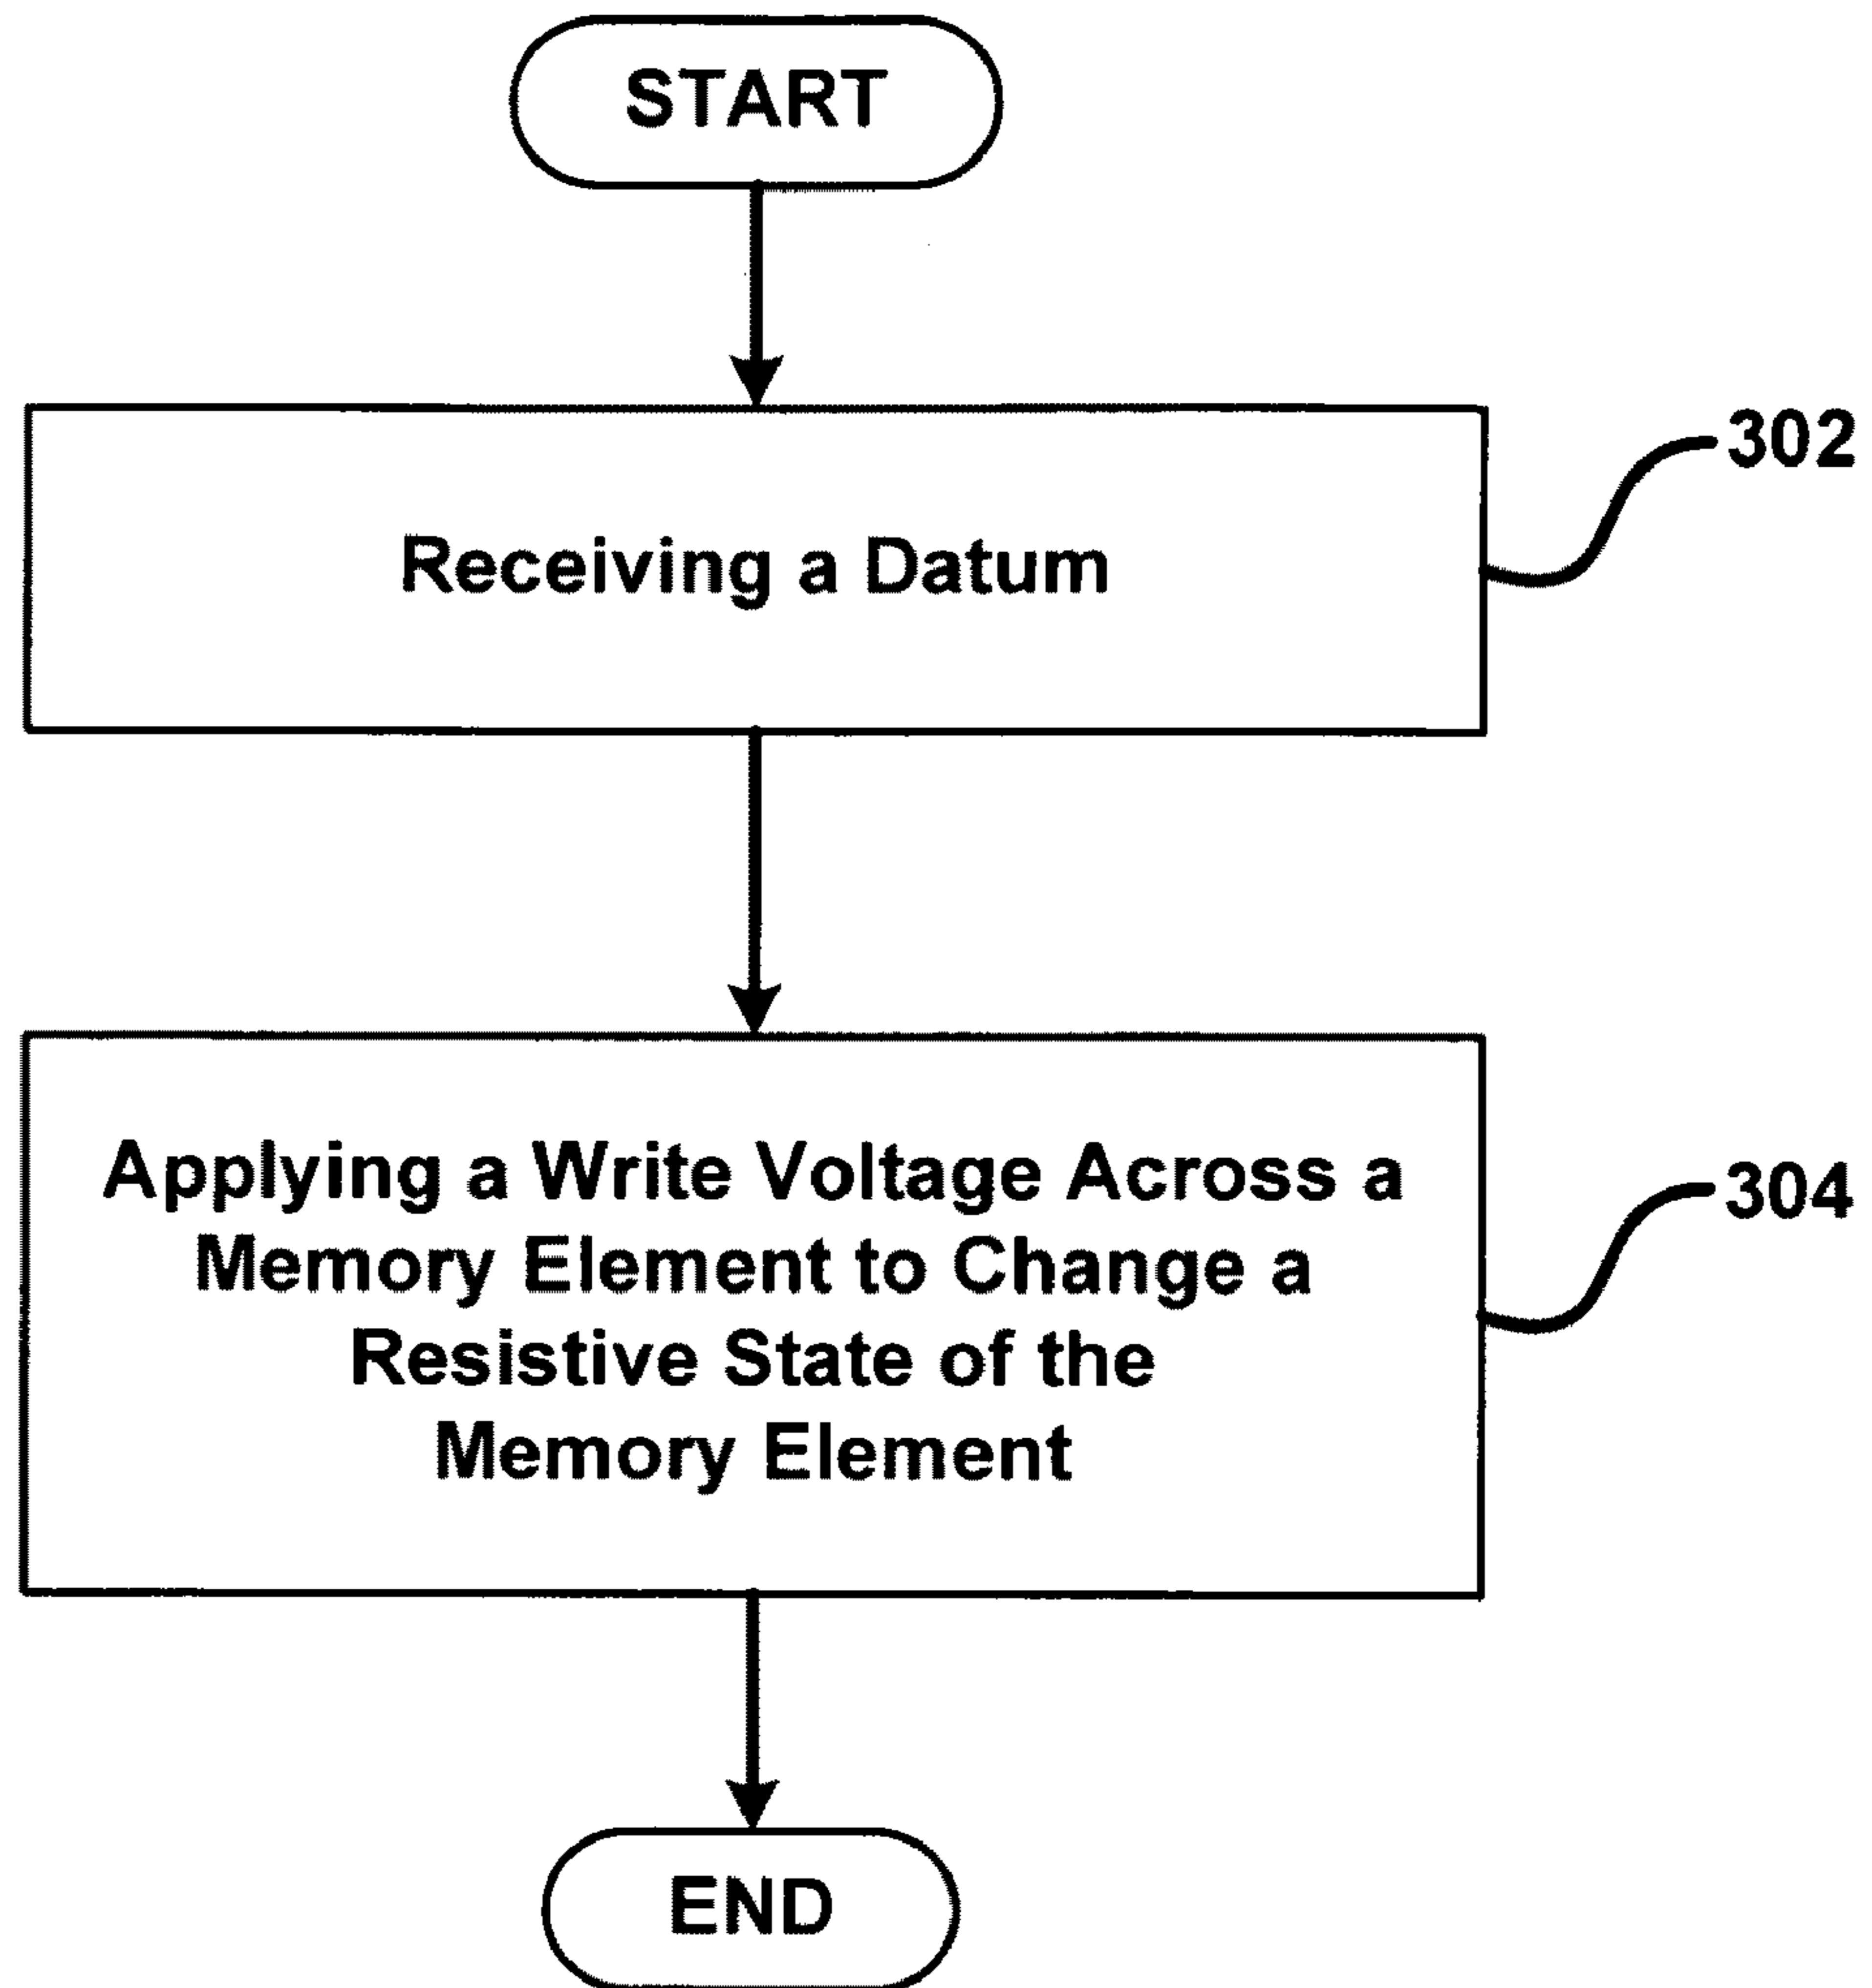 START
302
Receiving a Datum
Applying a Write Voltage Across a
304
Memory Element to Change a
Resistive State of the
Memory Element
END